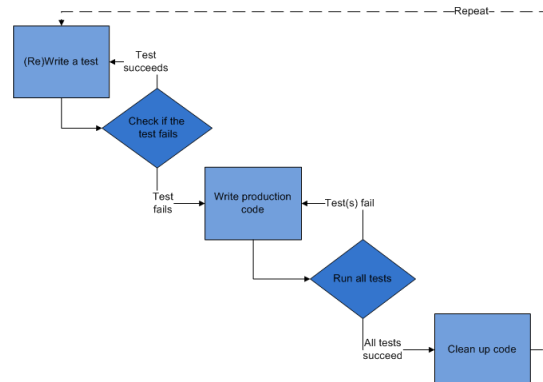 Repeat
(Re)Write a test
Test
succeeds
Check if the
test fails
Test
fails
Write production
code
Test(s) fail
Run all tests
All tests
succeed
Clean up code